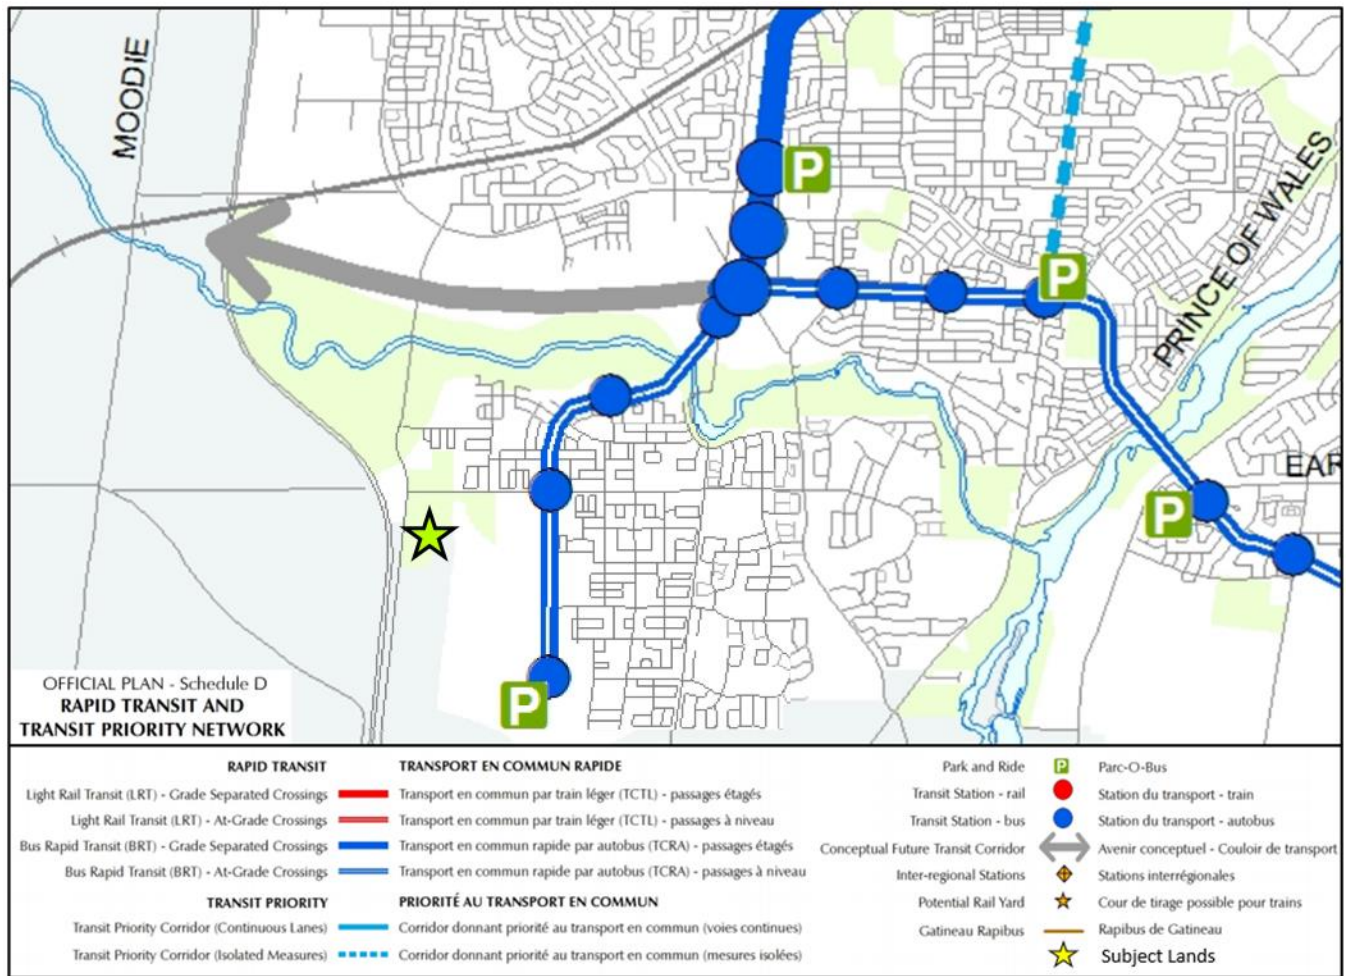 MOODIE
P
PRINCE OF WALES
P
EAR
P
P
OFFICIAL PLAN - Schedule D
RAPID TRANSIT AND
TRANSIT PRIORITY NETWORK
RAPID TRANSIT TRANSPORT EN COMMUN RAPIDE
Light Rail Transit (LRT) - Grade Separated Crossings Transport en commun par train léger (TCTL) - passages étagés
Light Rail Transit (LRT) - At-Grade Crossings Transport en commun par train léger (TCTL) - passages à niveau
Bus Rapid Transit (BRT) - Grade Separated Crossings Transport en commun rapide par autobus (TCRA) - passages étagés
Bus Rapid Transit (BRT) - At-Grade Crossings Transport en commun rapide par autobus (TCRA) - passages à niveau
TRANSIT PRIORITY PRIORITÉ AU TRANSPORT EN COMMUN
Transit Priority Corridor (Continuous Lanes) Corridor donnant priorité au transport en commun (voies continues)
Transit Priority Corridor (Isolated Measures) Corridor donnant priorité au transport en commun (mesures isolées)
Park and Ride P Parc-O-Bus
Transit Station - rail Station du transport - train
Transit Station - bus Station du transport - autobus
Conceptual Future Transit Corridor Avenir conceptuel - Couloir de transport
Inter-regional Stations Stations interrégionales
Potential Rail Yard Cour de tirage possible pour trains
Gatineau Rapibus Rapibus de Gatineau
Subject Lands